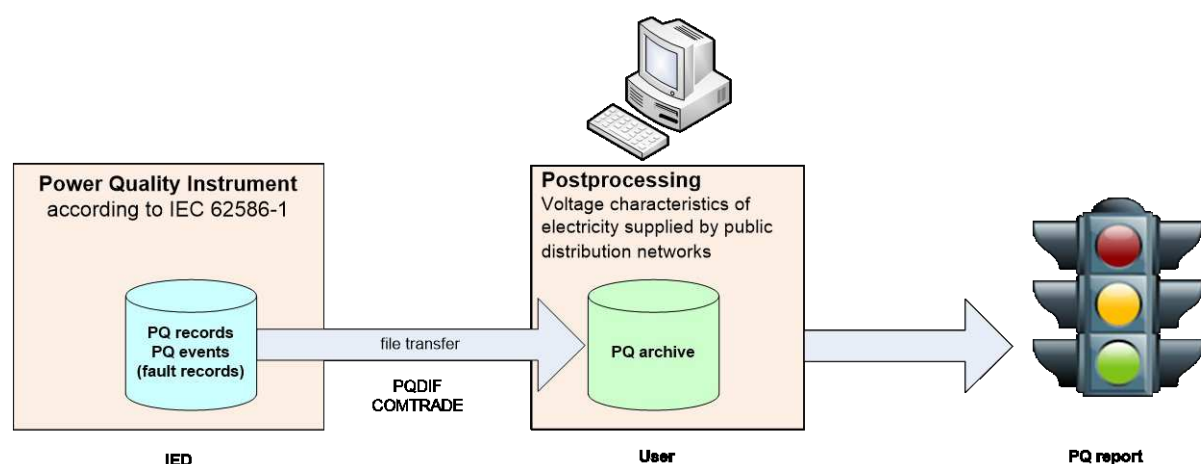 Power Quality Instrument
according to IEC 62586-1
PQ records
PQ events
(fault records)
file transfer
PQDIF
COMTRADE
Postprocessing
Voltage characteristics of
electricity supplied by public
distribution networks
PQ archive
IED
User
PQ report